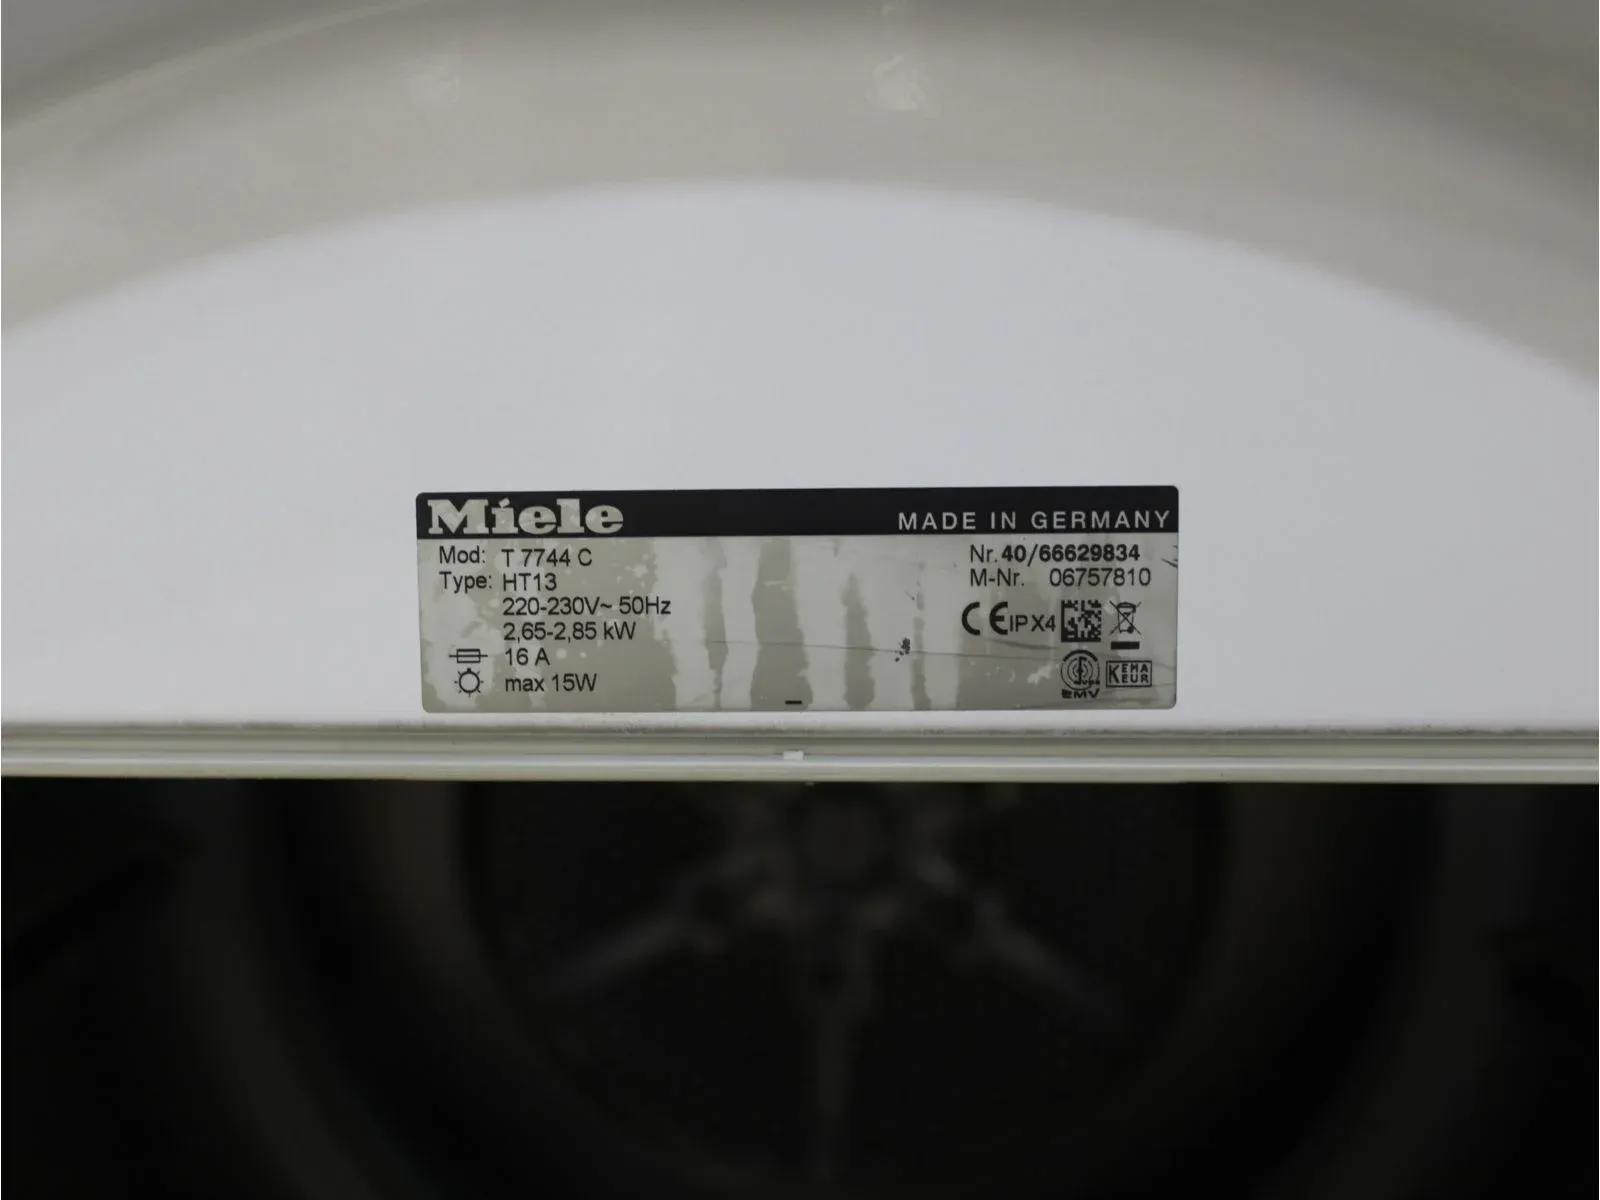 Miele MADE IN GERMANY
Mod: T 7744 C
Type: HT13
220-230V~ 50Hz
2,65-2,85 kW
16 A
max 15W
Nr. 40/66629834
M-Nr. 06757810
CE IPX4
EMV
KEMA
KEUR